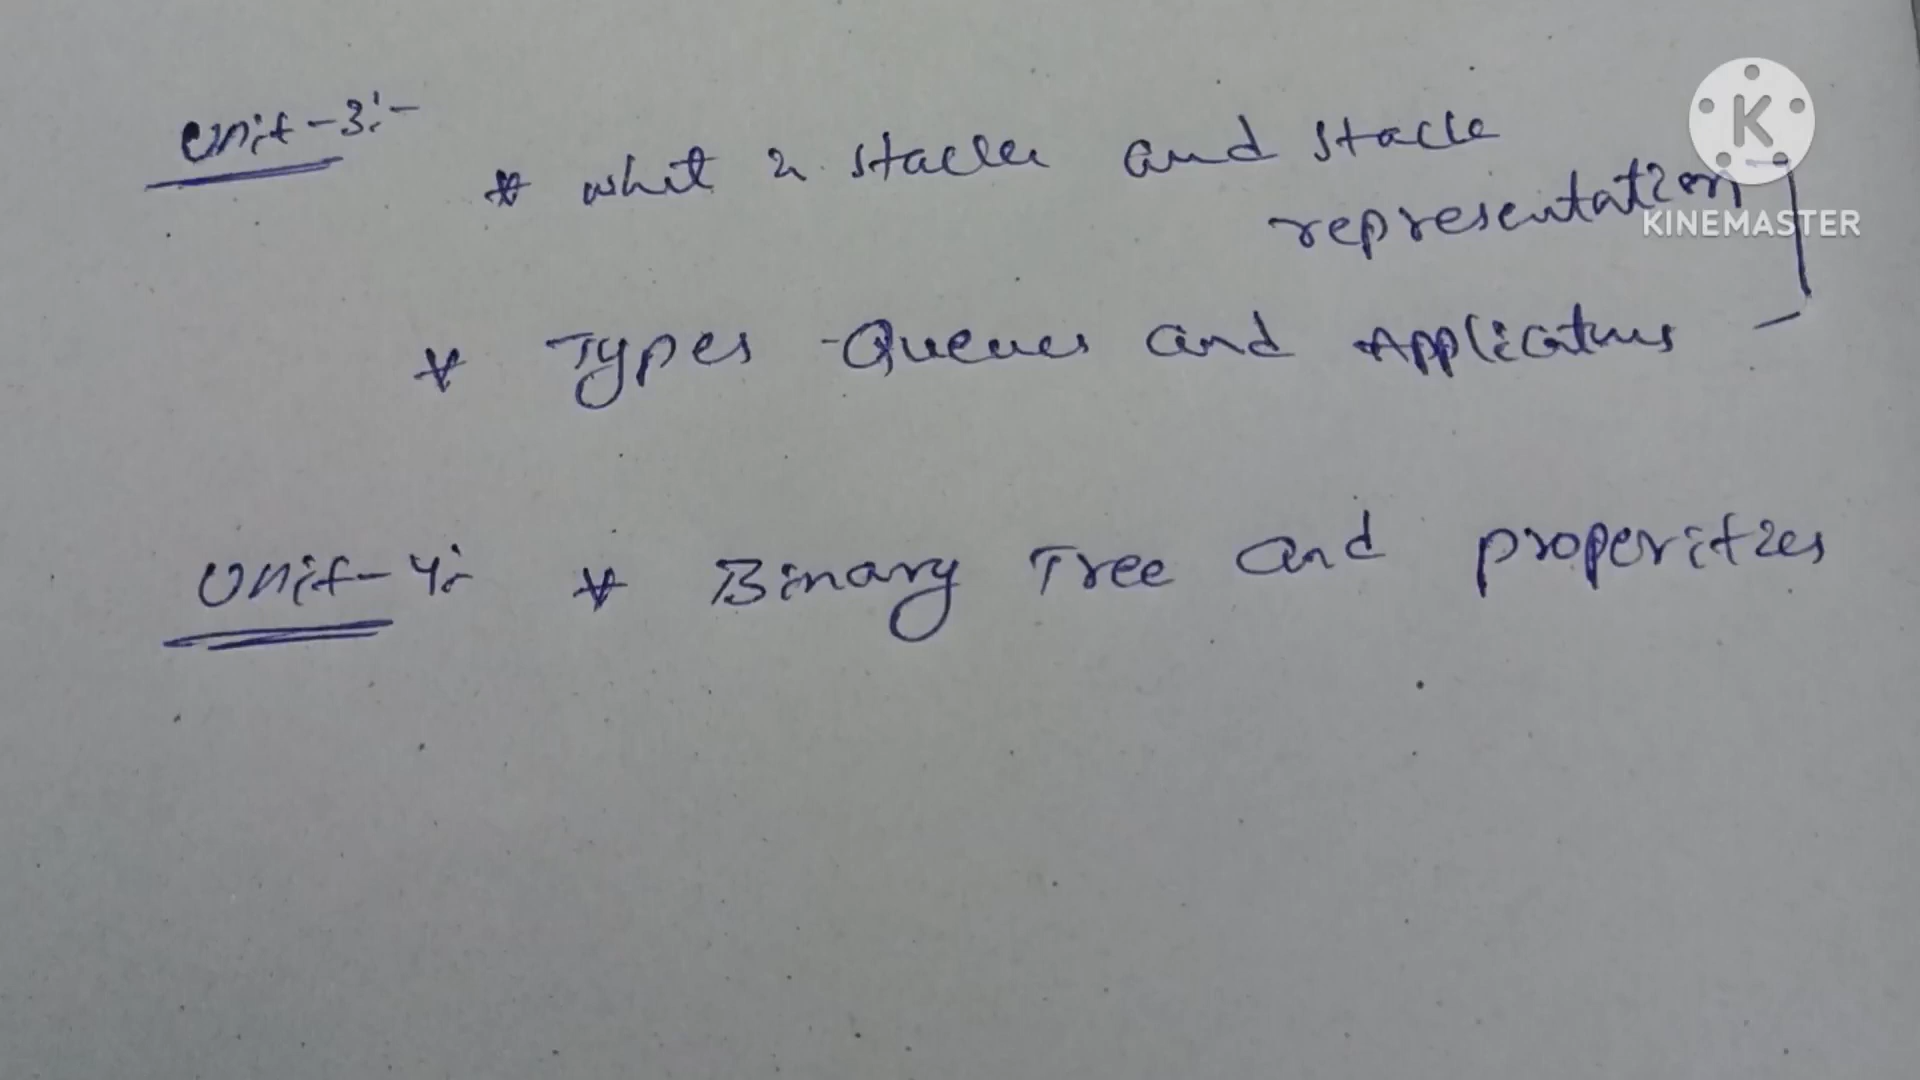 Unit-3:-
* what is stack and stack
representation
* Types Queues and Applications
Unit-4:- * Binary Tree and properities
K
KINEMASTER